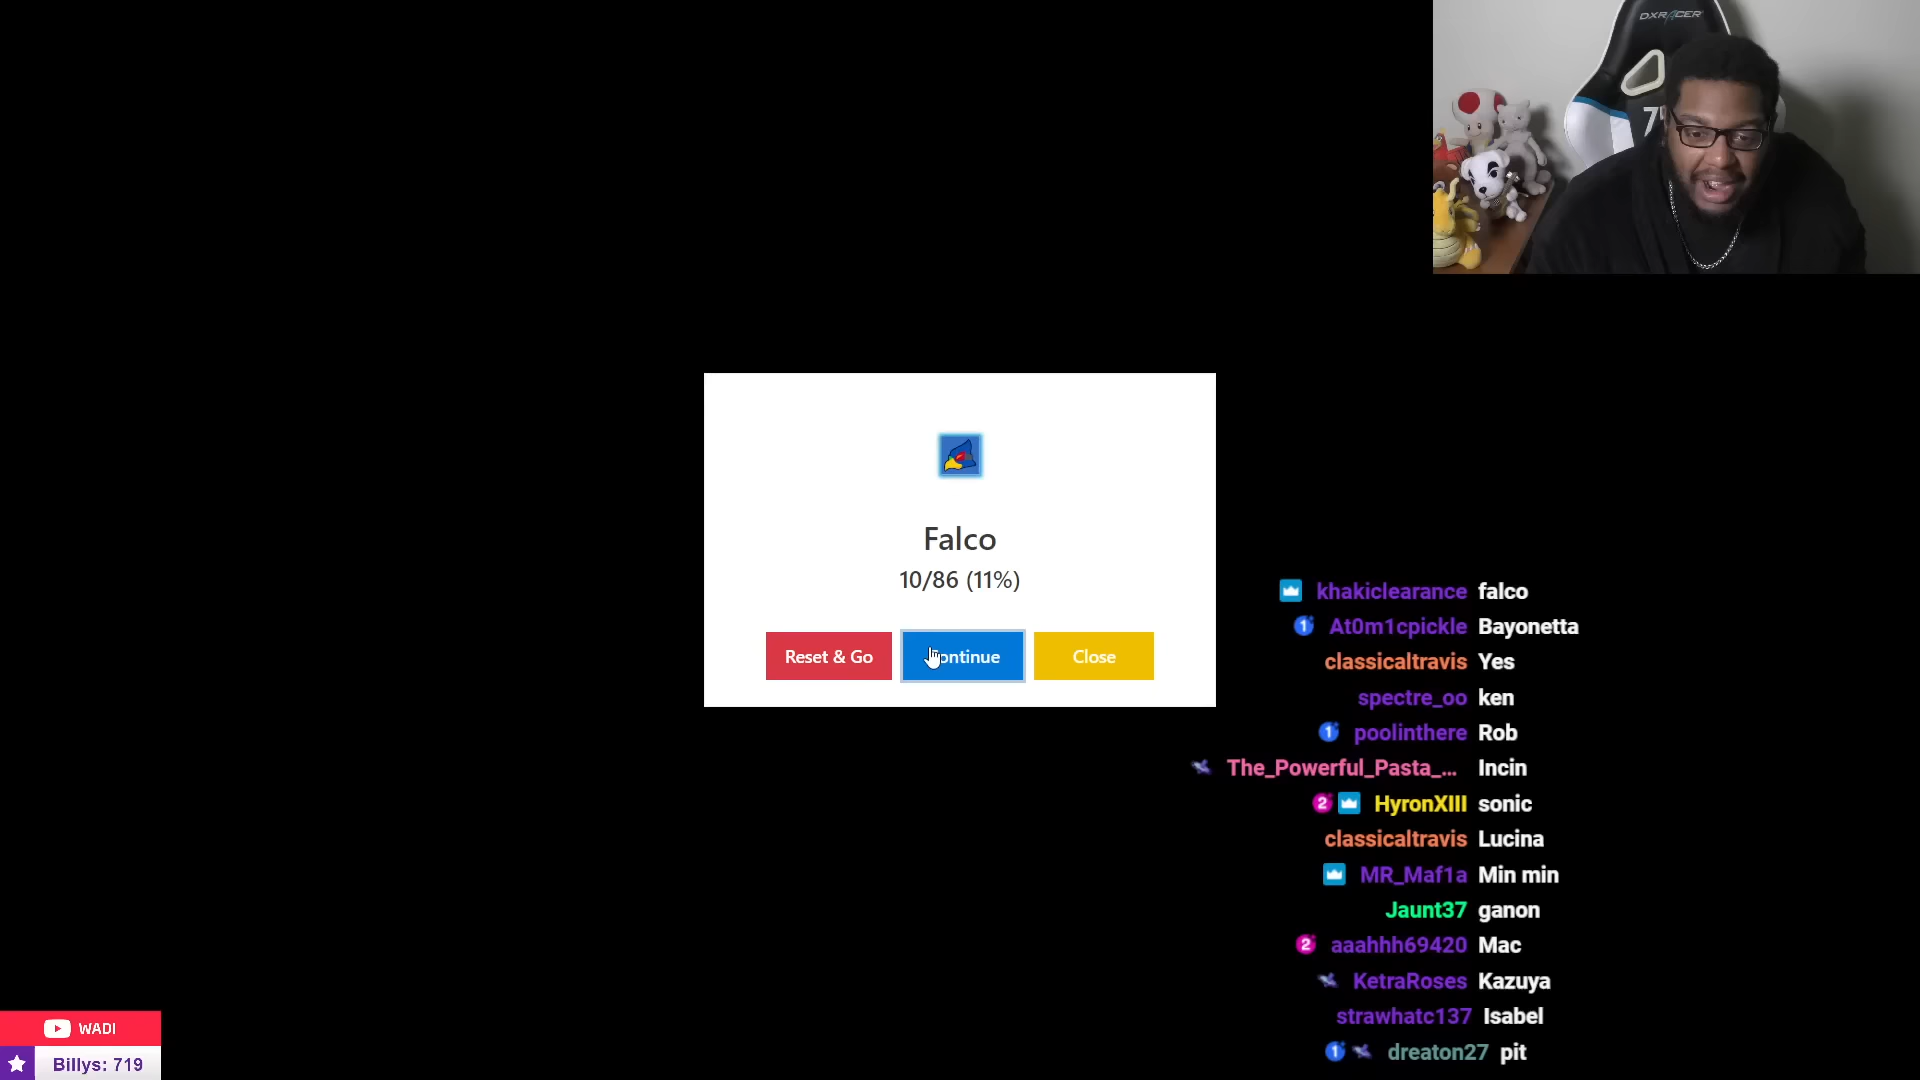 DXRACER
Falco
10/86 (11%)
Reset & Go
ontinue
Close
khakiclearance falco
At0m1cpickle Bayonetta
classicaltravis Yes
spectre_oo ken
poolinthere Rob
The_Powerful_Pasta_... Incin
2 HyronXIII sonic
classicaltravis Lucina
MR_Maf1a Min min
Jaunt37 ganon
2 aaahhh69420 Mac
KetraRoses Kazuya
strawhatc137 Isabel
dreaton27 pit
WADI
Billys: 719